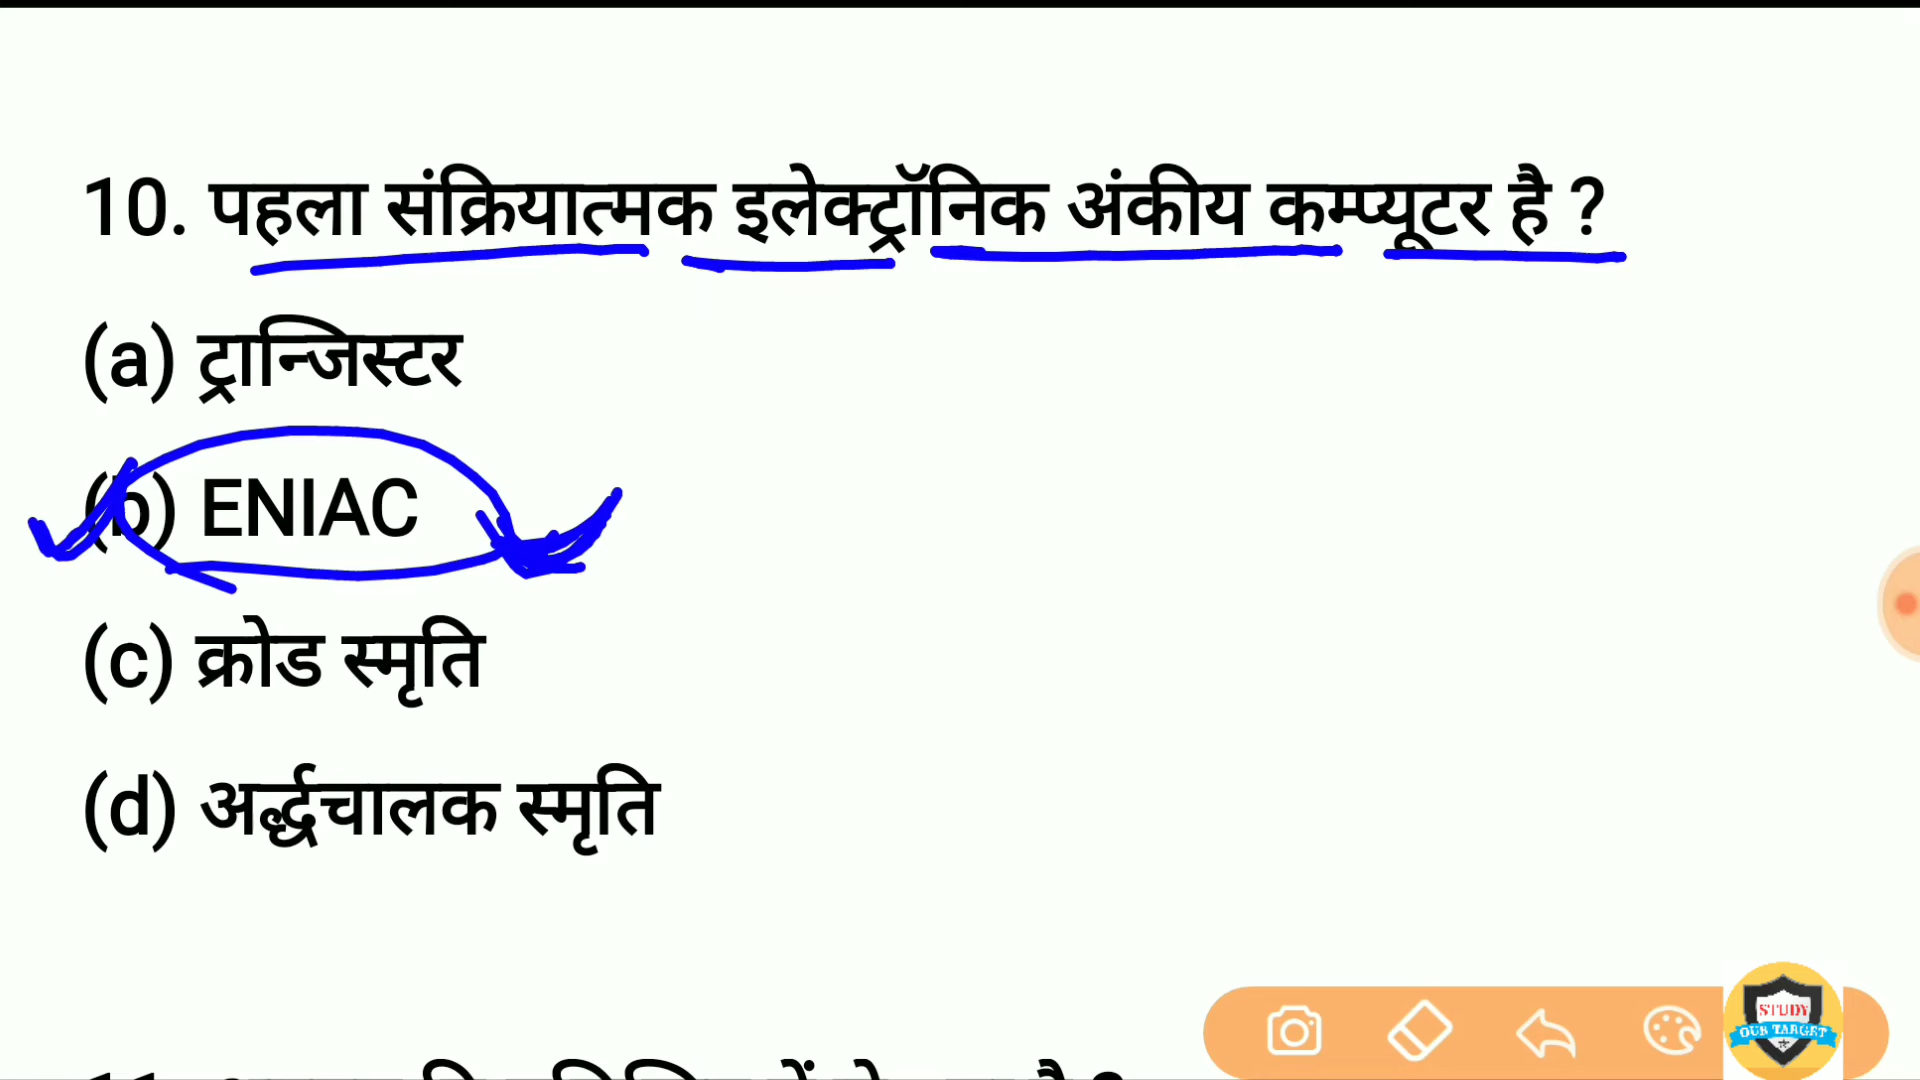 10. पहला संक्रियात्मक इलेक्ट्रॉनिक अंकीय कम्प्यूटर है ?
(a) ट्रान्जिस्टर
(b) ENIAC
(c) क्रोड स्मृति
(d) अर्द्धचालक स्मृति
STUDY
OUR TARGET